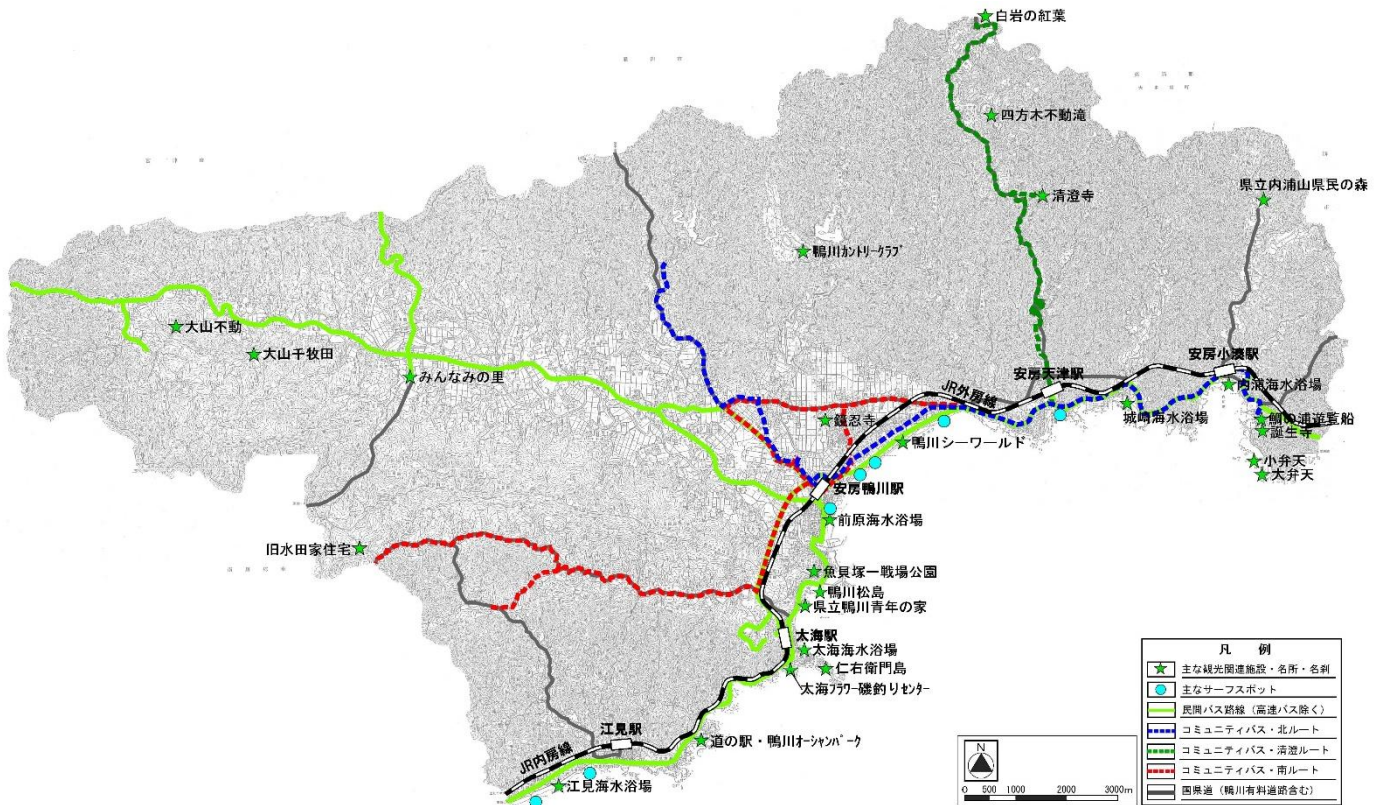 白岩の紅葉
四方木不動滝
清澄寺
県立内浦山県民の森
鴨川カントリークラブ
大山不動
大山千枚田
みんなみの里
安房小湊駅
安房天津駅
JR外房線
内浦海水浴場
城崎海水浴場
鏡忍寺
鯛の浦遊覧船
誕生寺
鴨川シーワールド
小弁天
大弁天
安房鴨川駅
前原海水浴場
旧水田家住宅
魚見塚一戦場公園
鴨川松島
県立鴨川青年の家
太海駅
太海海水浴場
仁右衛門島
太海フラワー磯釣りセンター
江見駅
道の駅・鴨川オーシャンパーク
JR内房線
江見海水浴場
凡 例
主な観光関連施設・名所・名刹
主なサーフスポット
民間バス路線（高速バス除く）
コミュニティバス・北ルート
コミュニティバス・清澄ルート
コミュニティバス・南ルート
国県道（鴨川有料道路含む）
N
0 500 1000 2000 3000m